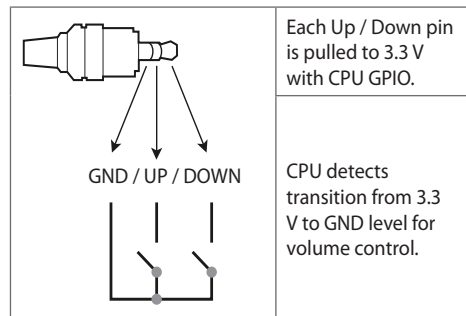 Each Up / Down pin
is pulled to 3.3 V
with CPU GPIO.
GND / UP / DOWN
CPU detects
transition from 3.3
V to GND level for
volume control.